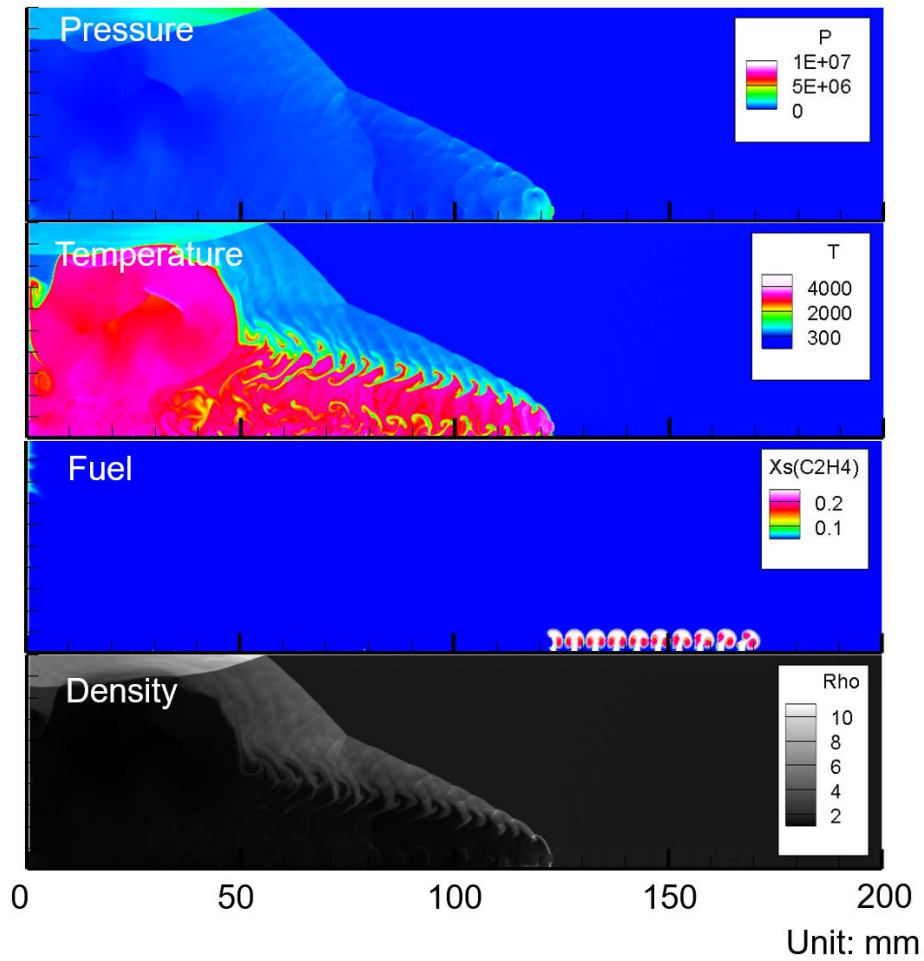 Pressure
P
1E+07
5E+06
0
Temperature
T
4000
2000
300
Fuel
Xs(C2H4)
0.2
0.1
Density
Rho
10
8
6
4
2
0 50 100 150 200
Unit: mm